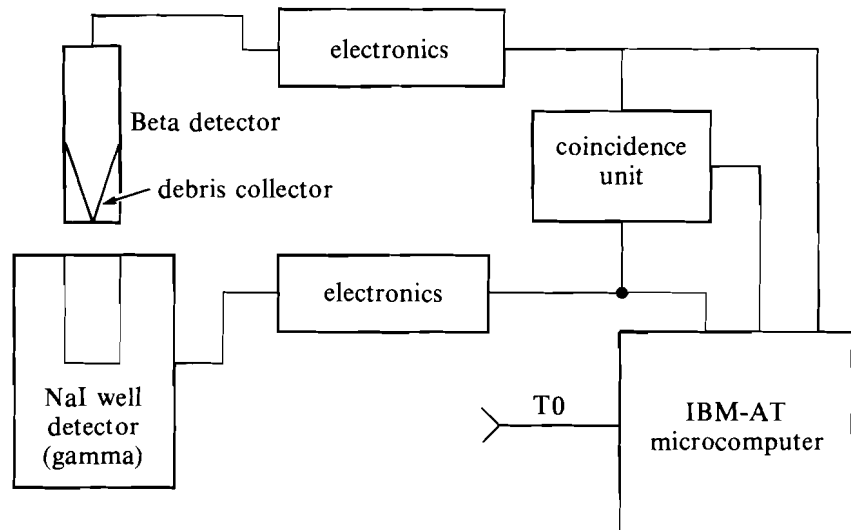 electronics
Beta detector
coincidence
unit
debris collector
electronics
NaI well
detector
(gamma)
T0
IBM-AT
microcomputer